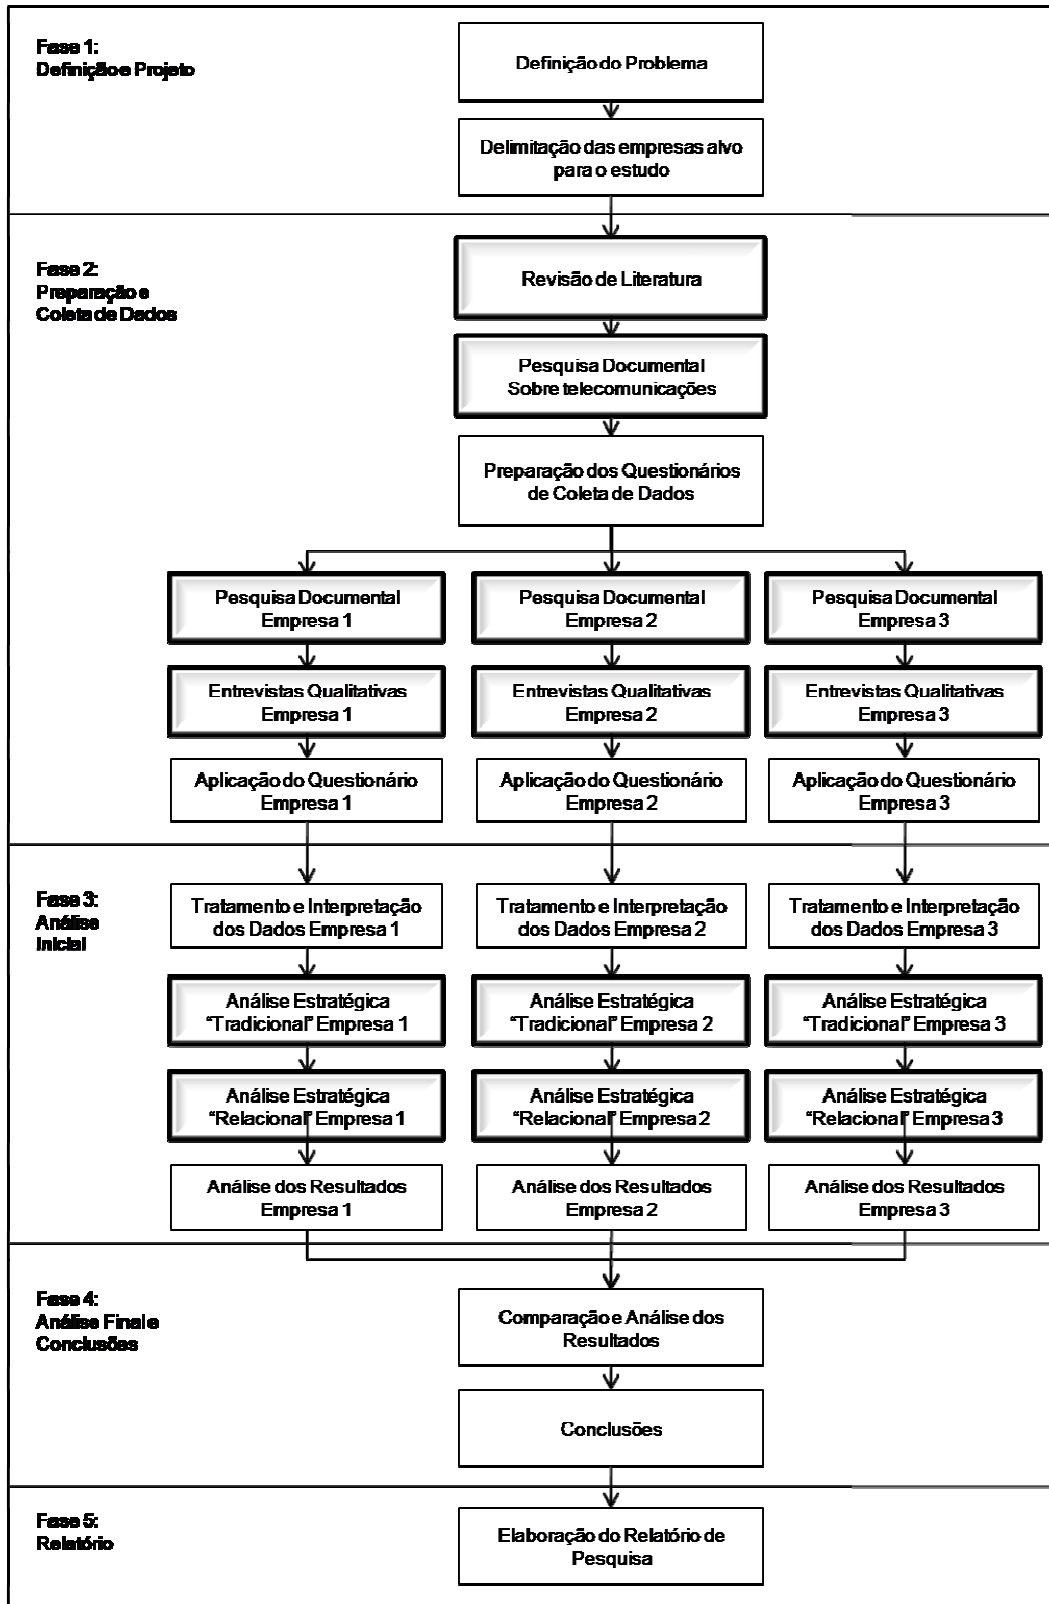 Fase 1:
Definição e Projeto
Definição do Problema
Delimitação das empresas alvo
para o estudo
Fase 2:
Preparação e
Coleta de Dados
Revisão de Literatura
Pesquisa Documental
Sobre telecomunicações
Preparação dos Questionários
de Coleta de Dados
Pesquisa Documental
Empresa 1
Pesquisa Documental
Empresa 2
Pesquisa Documental
Empresa 3
Entrevistas Qualitativas
Empresa 1
Entrevistas Qualitativas
Empresa 2
Entrevistas Qualitativas
Empresa 3
Aplicação do Questionário
Empresa 1
Aplicação do Questionário
Empresa 2
Aplicação do Questionário
Empresa 3
Fase 3:
Análise
Inicial
Tratamento e Interpretação
dos Dados Empresa 1
Tratamento e Interpretação
dos Dados Empresa 2
Tratamento e Interpretação
dos Dados Empresa 3
Análise Estratégica
“Tradicional” Empresa 1
Análise Estratégica
“Tradicional” Empresa 2
Análise Estratégica
“Tradicional” Empresa 3
Análise Estratégica
“Relacional” Empresa 1
Análise Estratégica
“Relacional” Empresa 2
Análise Estratégica
“Relacional” Empresa 3
Análise dos Resultados
Empresa 1
Análise dos Resultados
Empresa 2
Análise dos Resultados
Empresa 3
Fase 4:
Análise Final e
Conclusões
Comparação e Análise dos
Resultados
Conclusões
Fase 5:
Relatório
Elaboração do Relatório de
Pesquisa